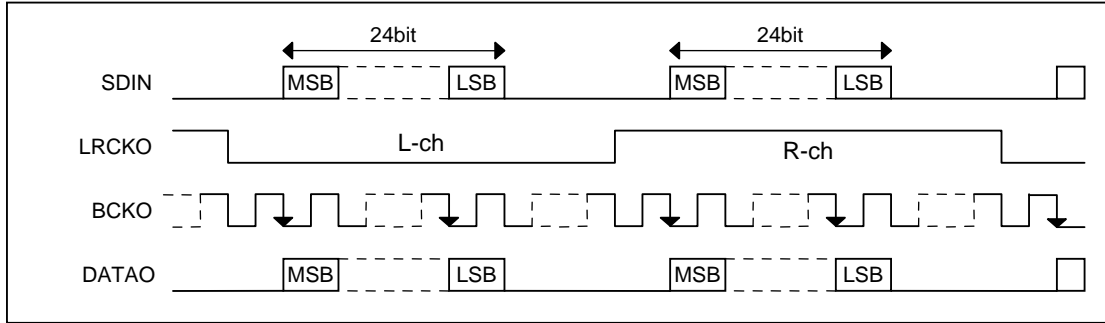 24bit 24bit
SDIN MSB LSB MSB LSB
LRCKO L-ch R-ch
BCKO
DATAO MSB LSB MSB LSB